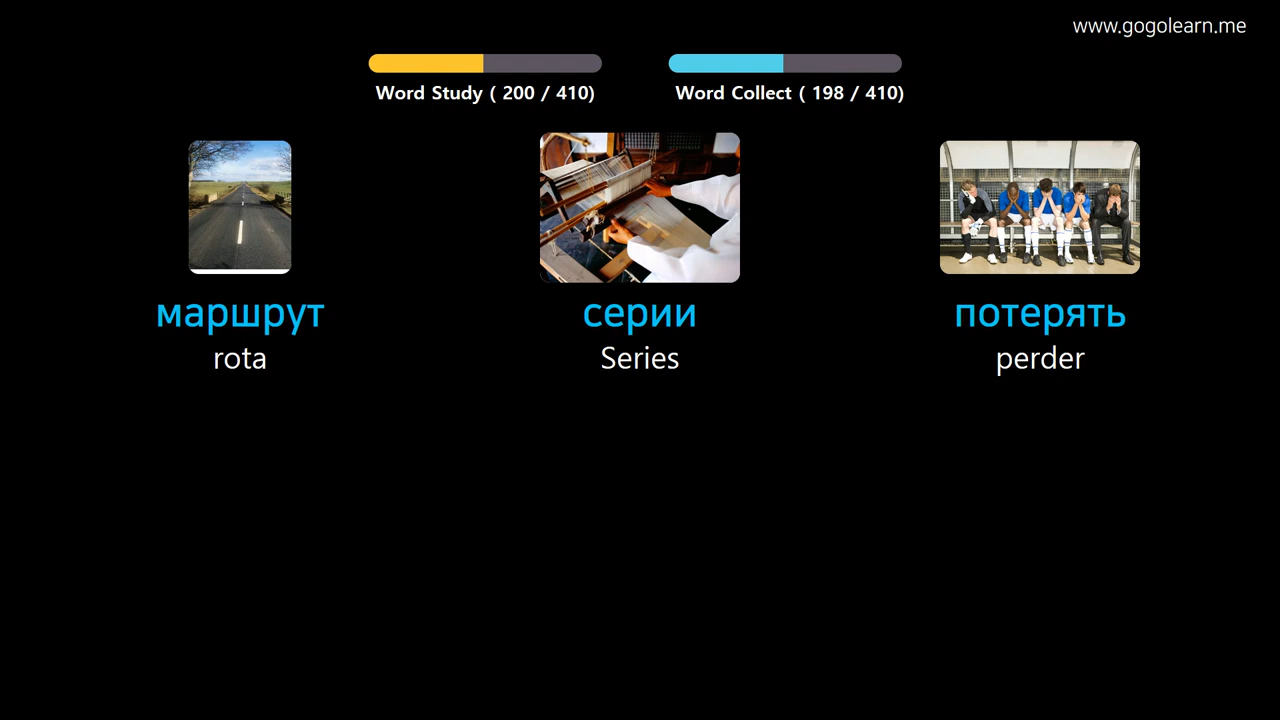 www.gogolearn.me
Word Study ( 200 / 410)
Word Collect ( 198 / 410)
маршрут
серии
потерять
rota
Series
perder